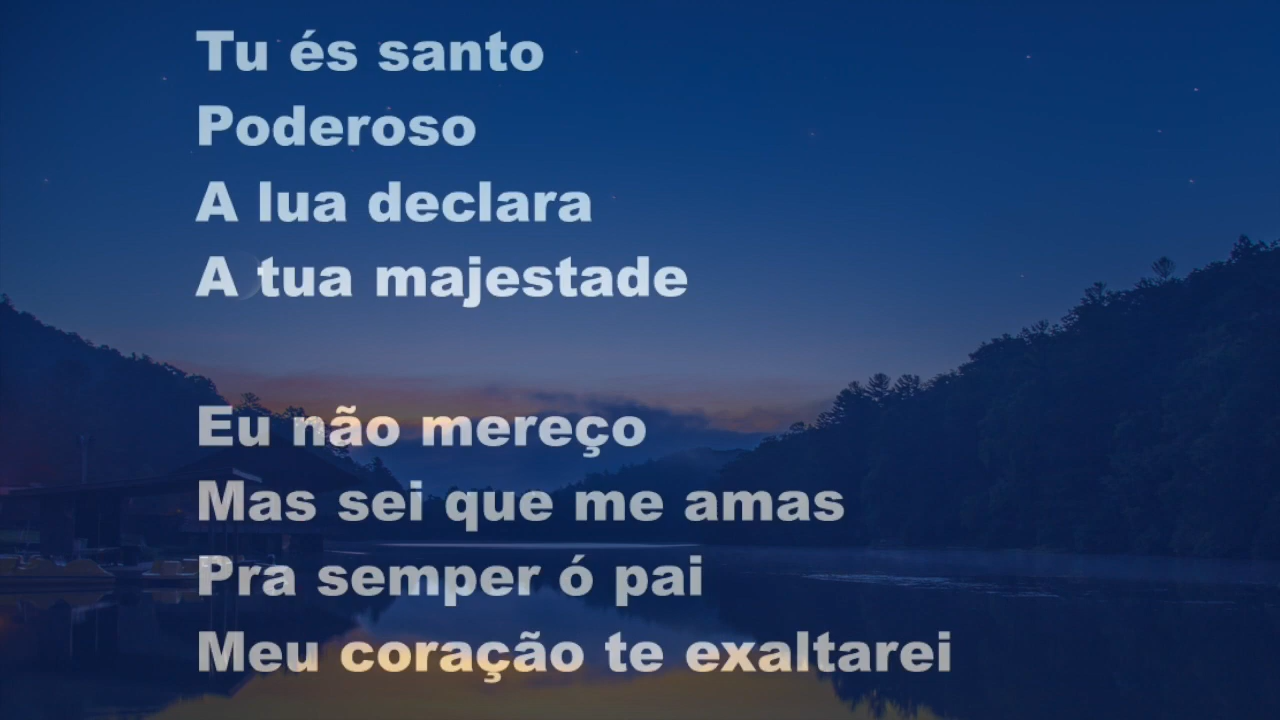 Tu és santo
Poderoso
A lua declara
A tua majestade
Eu não mereço
Mas sei que me amas
Pra semper ó pai
Meu coração te exaltarei